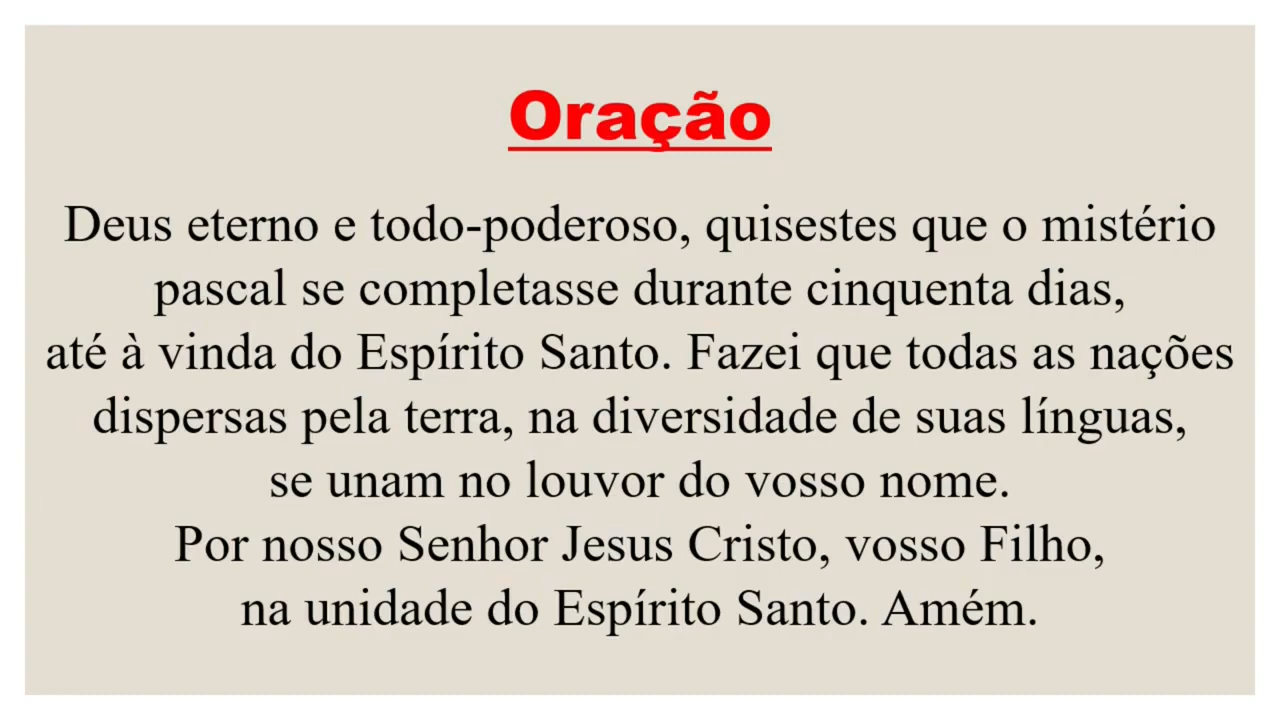 Oração
Deus eterno e todo-poderoso, quisestes que o mistério
pascal se completasse durante cinquenta dias,
até à vinda do Espírito Santo. Fazei que todas as nações
dispersas pela terra, na diversidade de suas línguas,
se unam no louvor do vosso nome.
Por nosso Senhor Jesus Cristo, vosso Filho,
na unidade do Espírito Santo. Amém.